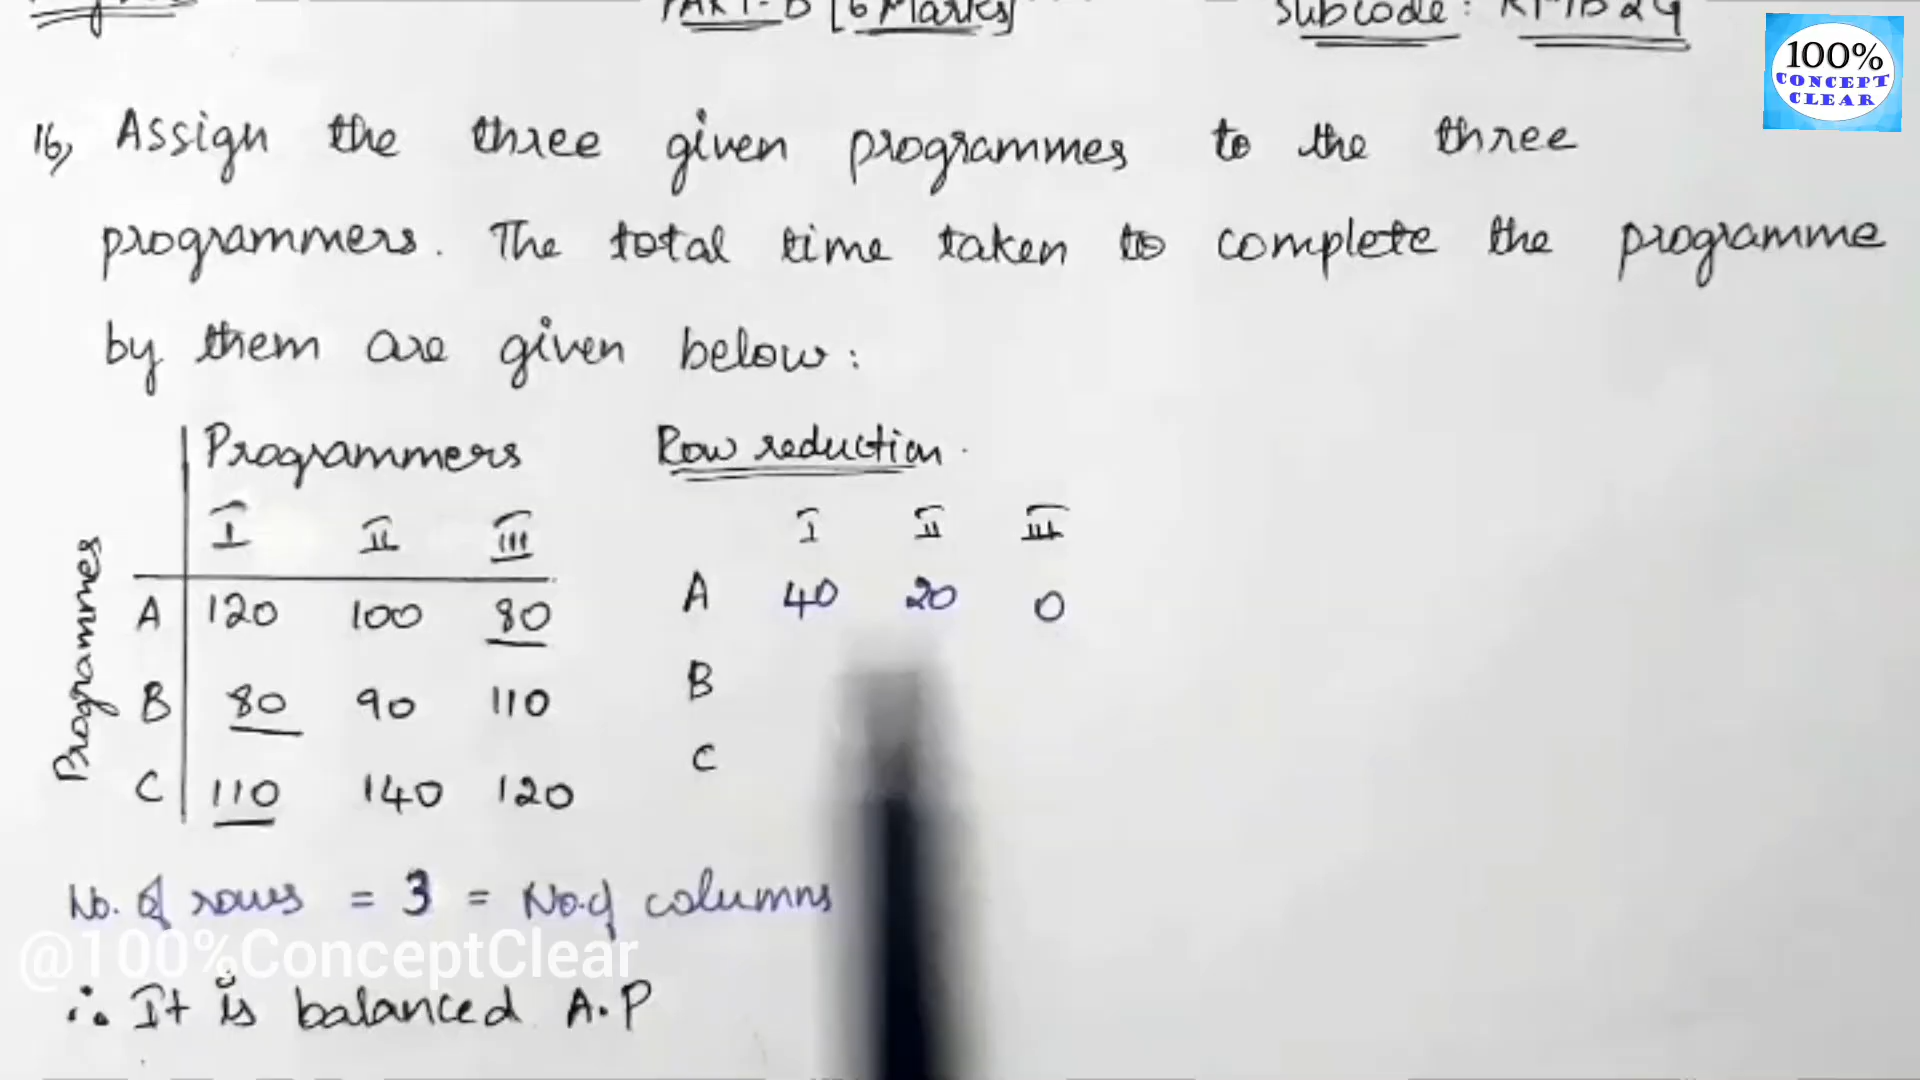 PART-B [6 Marks] Subcode:
100%
CONCEPT
CLEAR
16, Assign the three given programmes to the three
programmers. The total time taken to complete the programme
by them are given below:
Programmers
I II III
Programmes
A 120 100 80
B 80 90 110
C 110 140 120
Row reduction.
I II III
A 40 20 0
B
C
No. of rows = 3 = No. of columns
@100%ConceptClear
∴ It is balanced A.P